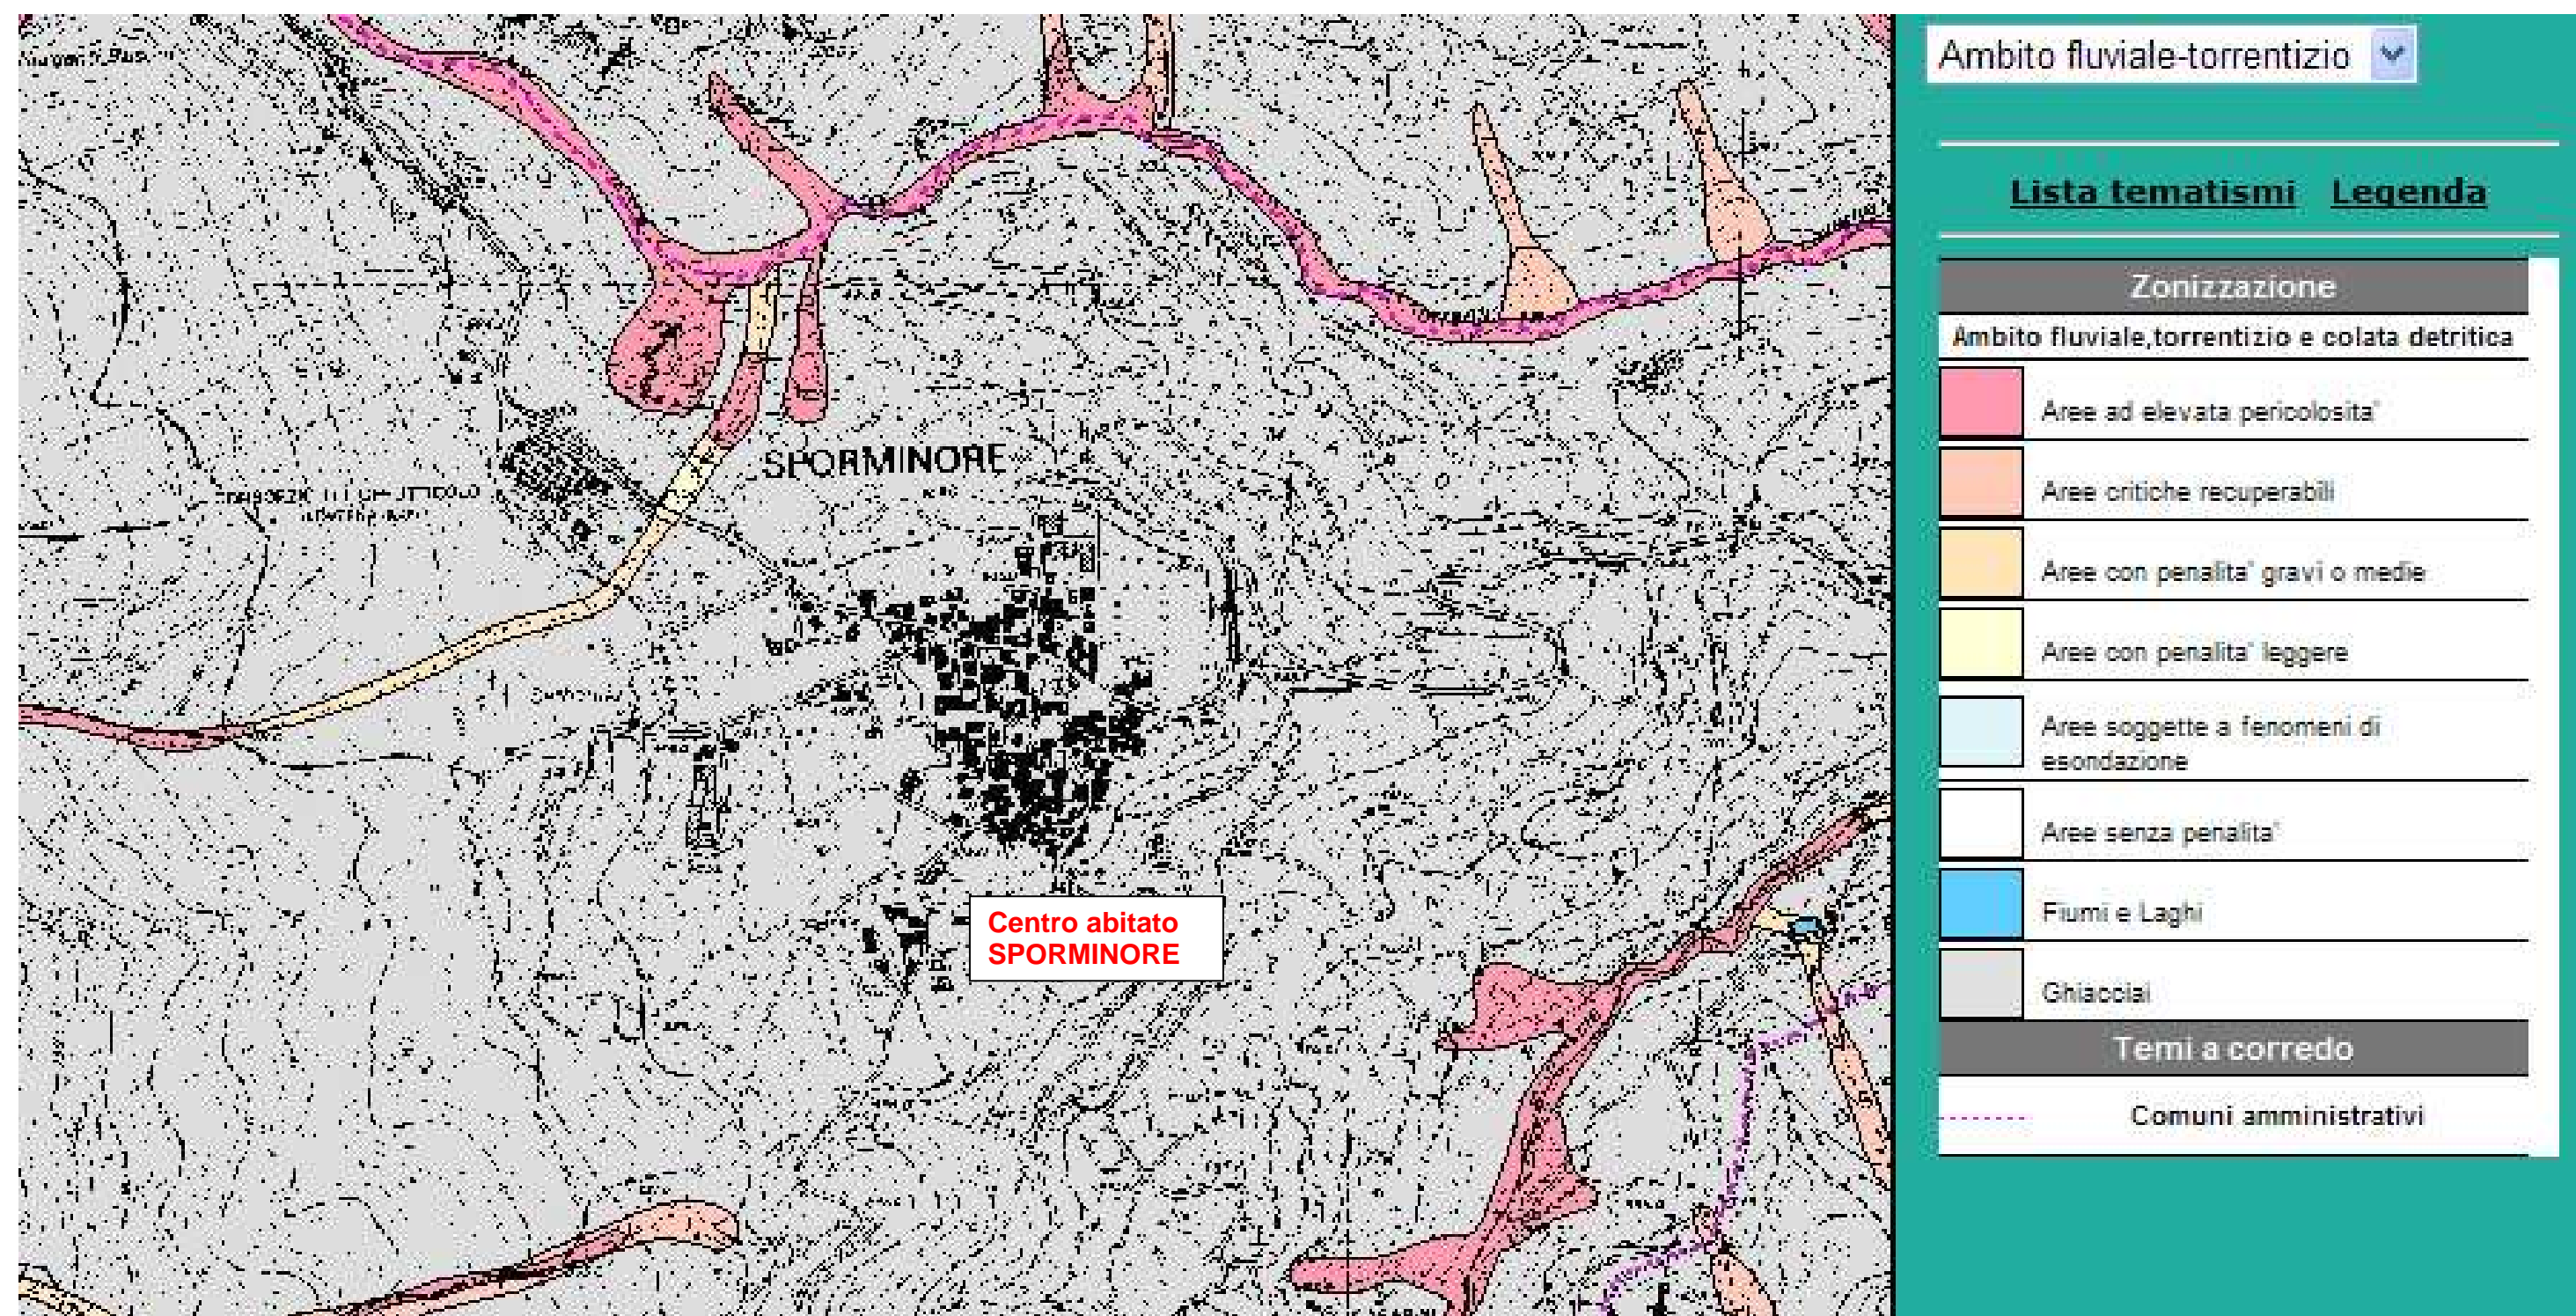 SPORMINORE
Centro abitato
SPORMINORE
Ambito fluviale-torrentizio
Lista tematismi Legenda
Zonizzazione
Ambito fluviale,torrentizio e colata detritica
Aree ad elevata pericolosita'
Aree critiche recuperabili
Aree con penalita' gravi o medie
Aree con penalita' leggere
Aree soggette a fenomeni di
esondazione
Aree senza penalita'
Fiumi e Laghi
Ghiacciai
Temi a corredo
Comuni amministrativi